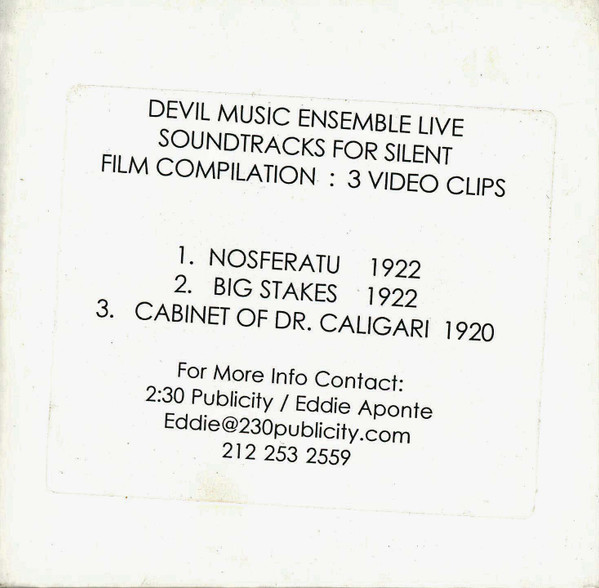 DEVIL MUSIC ENSEMBLE LIVE
SOUNDTRACKS FOR SILENT
FILM COMPILATION : 3 VIDEO CLIPS
1. NOSFERATU 1922
2. BIG STAKES 1922
3. CABINET OF DR. CALIGARI 1920
For More Info Contact:
2:30 Publicity / Eddie Aponte
Eddie@230publicity.com
212 253 2559